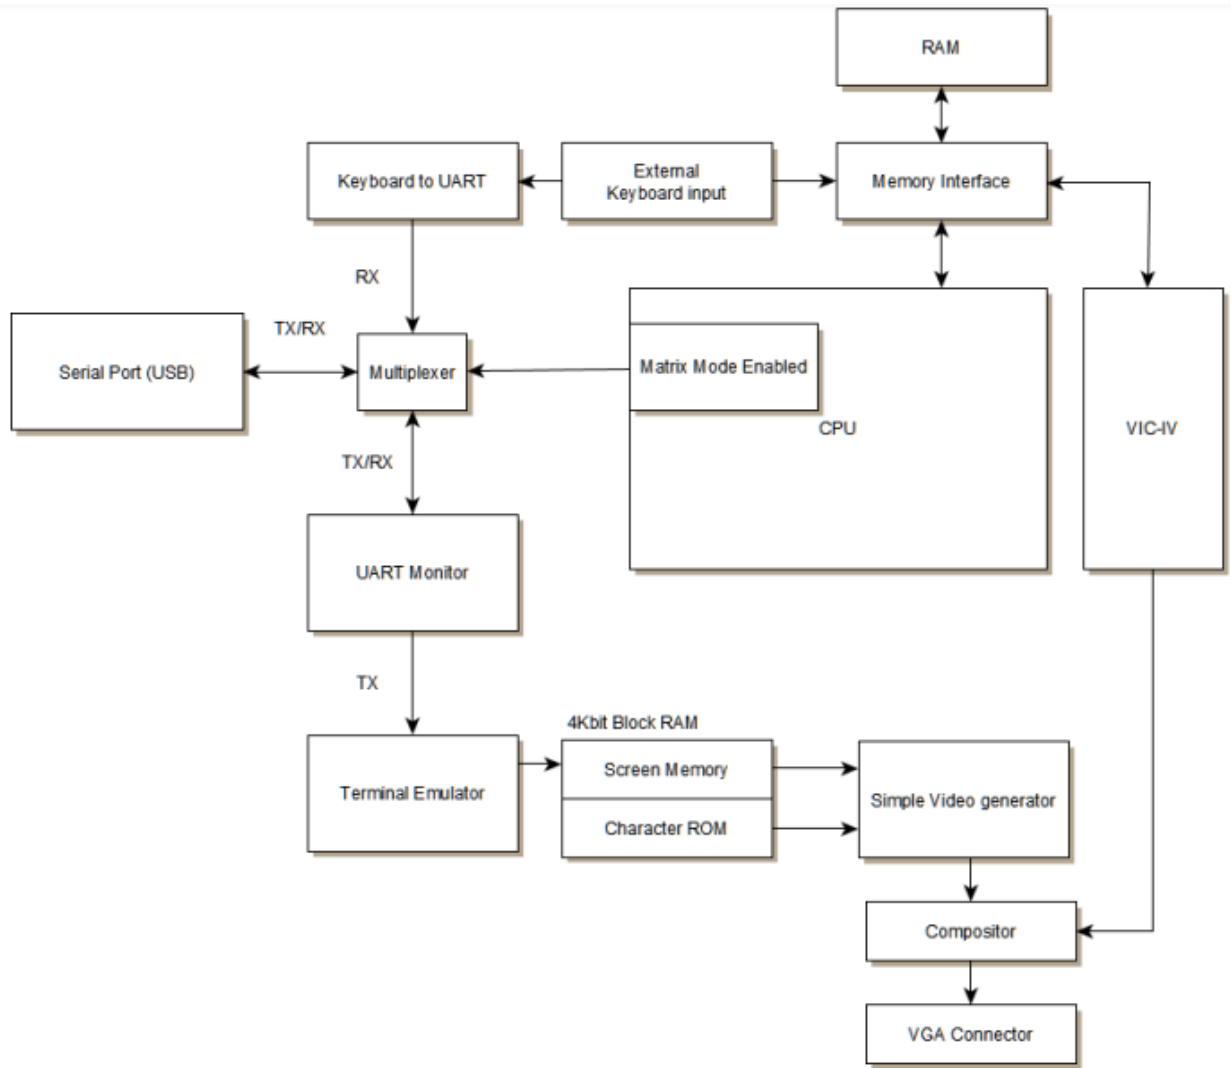 RAM
Keyboard to UART
External
Keyboard input
Memory Interface
RX
TX/RX
Serial Port (USB)
Multiplexer
Matrix Mode Enabled
CPU
VIC-IV
TX/RX
UART Monitor
TX
4Kbit Block RAM
Terminal Emulator
Screen Memory
Character ROM
Simple Video generator
Compositor
VGA Connector